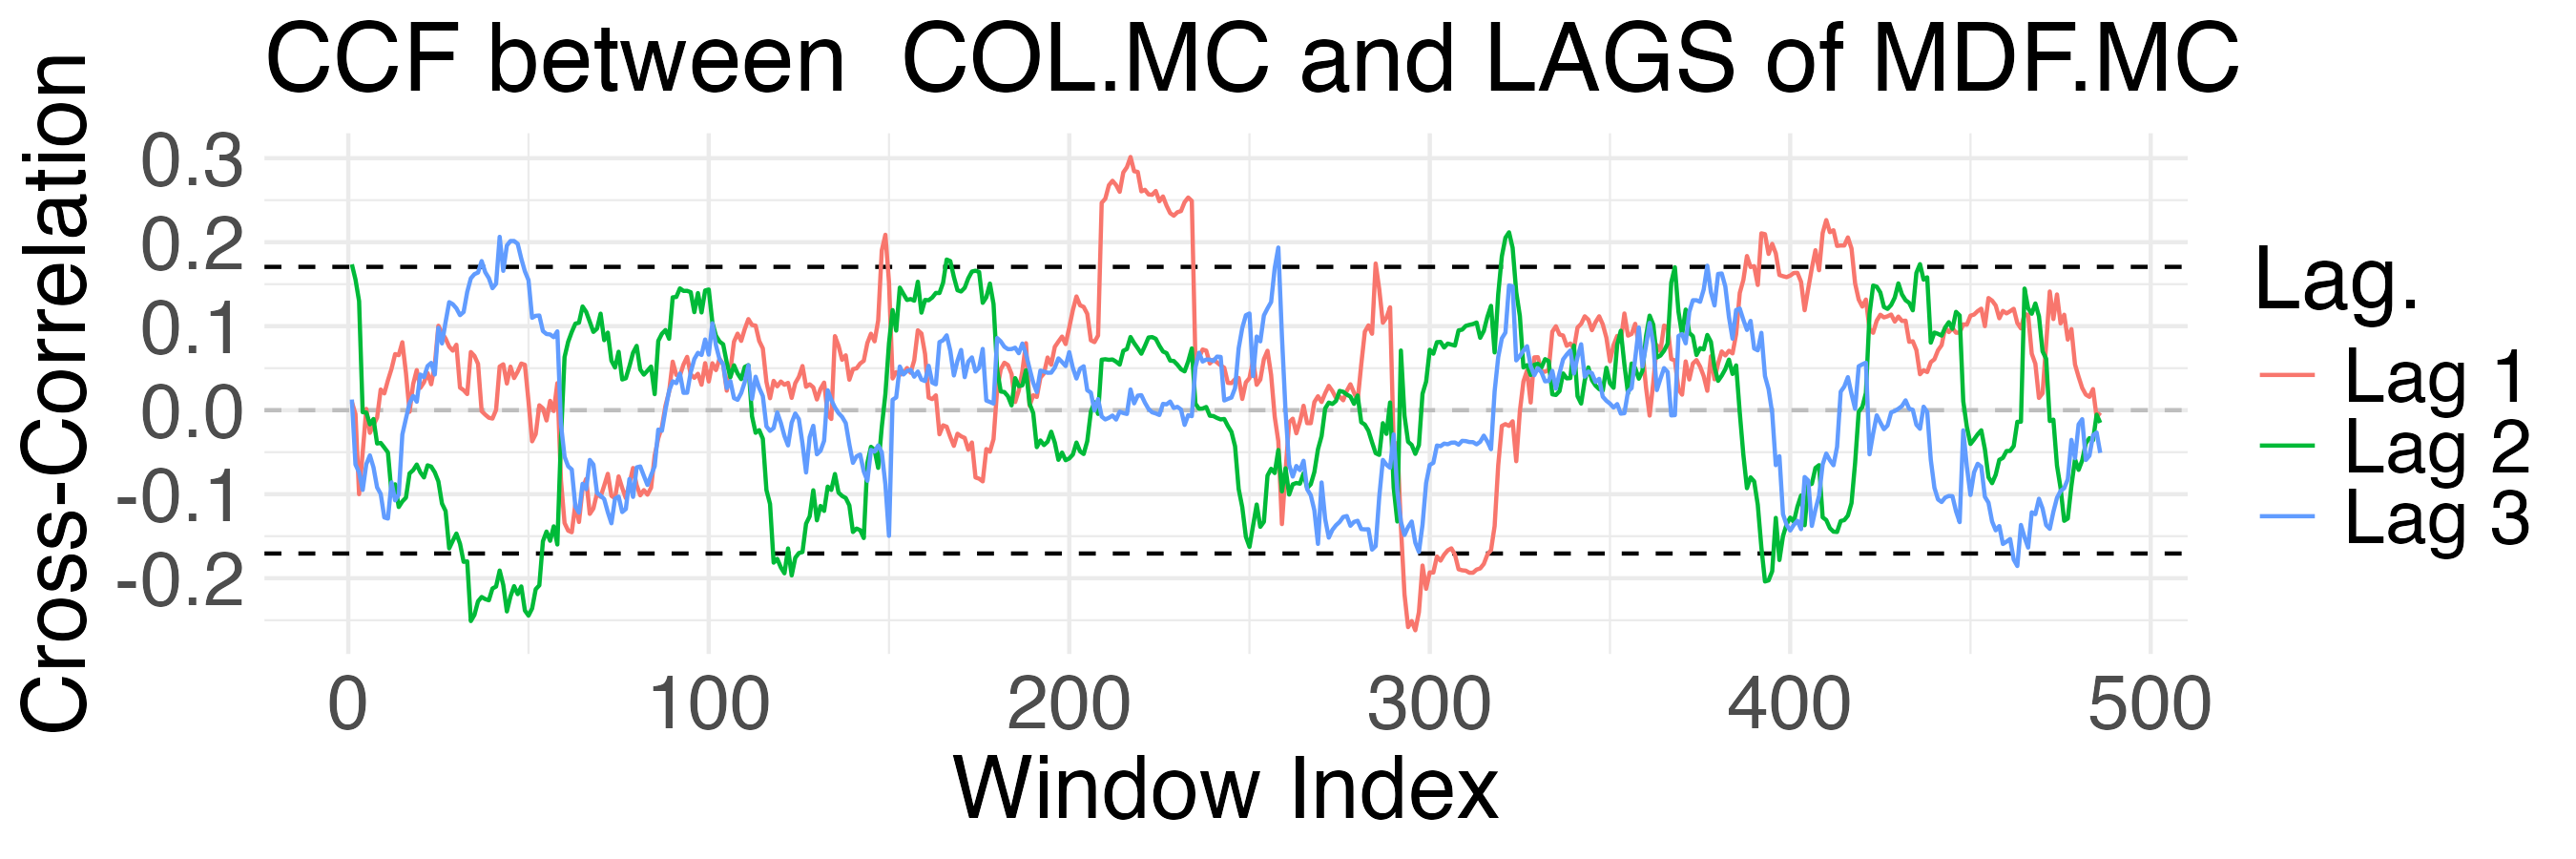 CCF between  COL.MC and LAGS of MDF.MC
Cross-Correlation
0.3
0.2
0.1
0.0
-0.1
-0.2
0
100
200
300
400
500
Window Index
Lag.
Lag 1
Lag 2
Lag 3